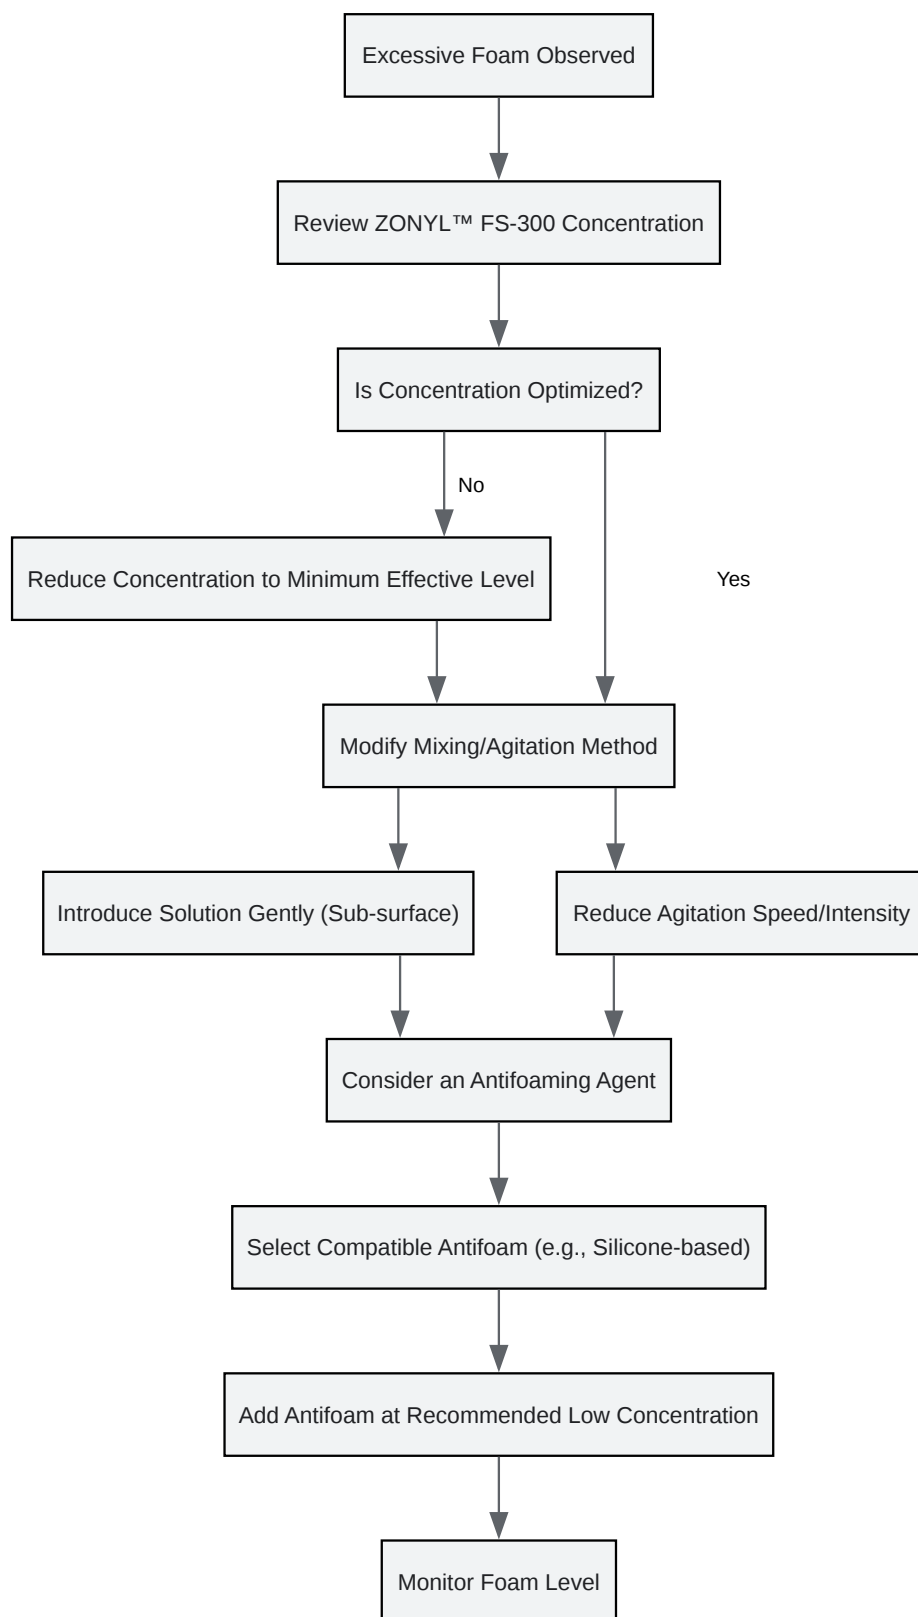 Excessive Foam Observed
Review ZONYL™ FS-300 Concentration
Is Concentration Optimized?
No
Reduce Concentration to Minimum Effective Level
Yes
Modify Mixing/Agitation Method
Introduce Solution Gently (Sub-surface)
Reduce Agitation Speed/Intensity
Consider an Antifoaming Agent
Select Compatible Antifoam (e.g., Silicone-based)
Add Antifoam at Recommended Low Concentration
Monitor Foam Level